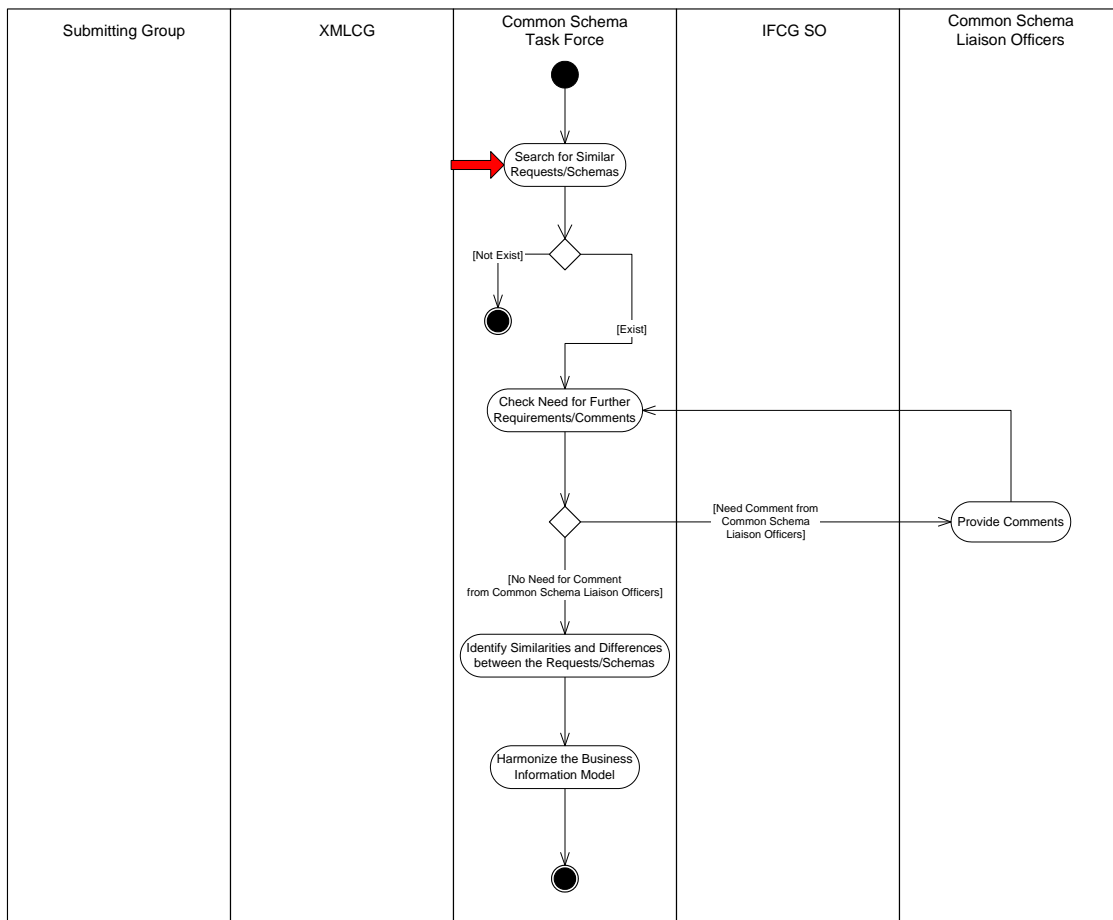 Submitting Group
XMLCG
Common Schema
Task Force
IFCG SO
Common Schema
Liaison Officers
Search for Similar
Requests/Schemas
[Not Exist]
[Exist]
Check Need for Further
Requirements/Comments
[Need Comment from
Common Schema
Liaison Officers]
Provide Comments
[No Need for Comment
from Common Schema Liaison Officers]
Identify Similarities and Differences
between the Requests/Schemas
Harmonize the Business
Information Model